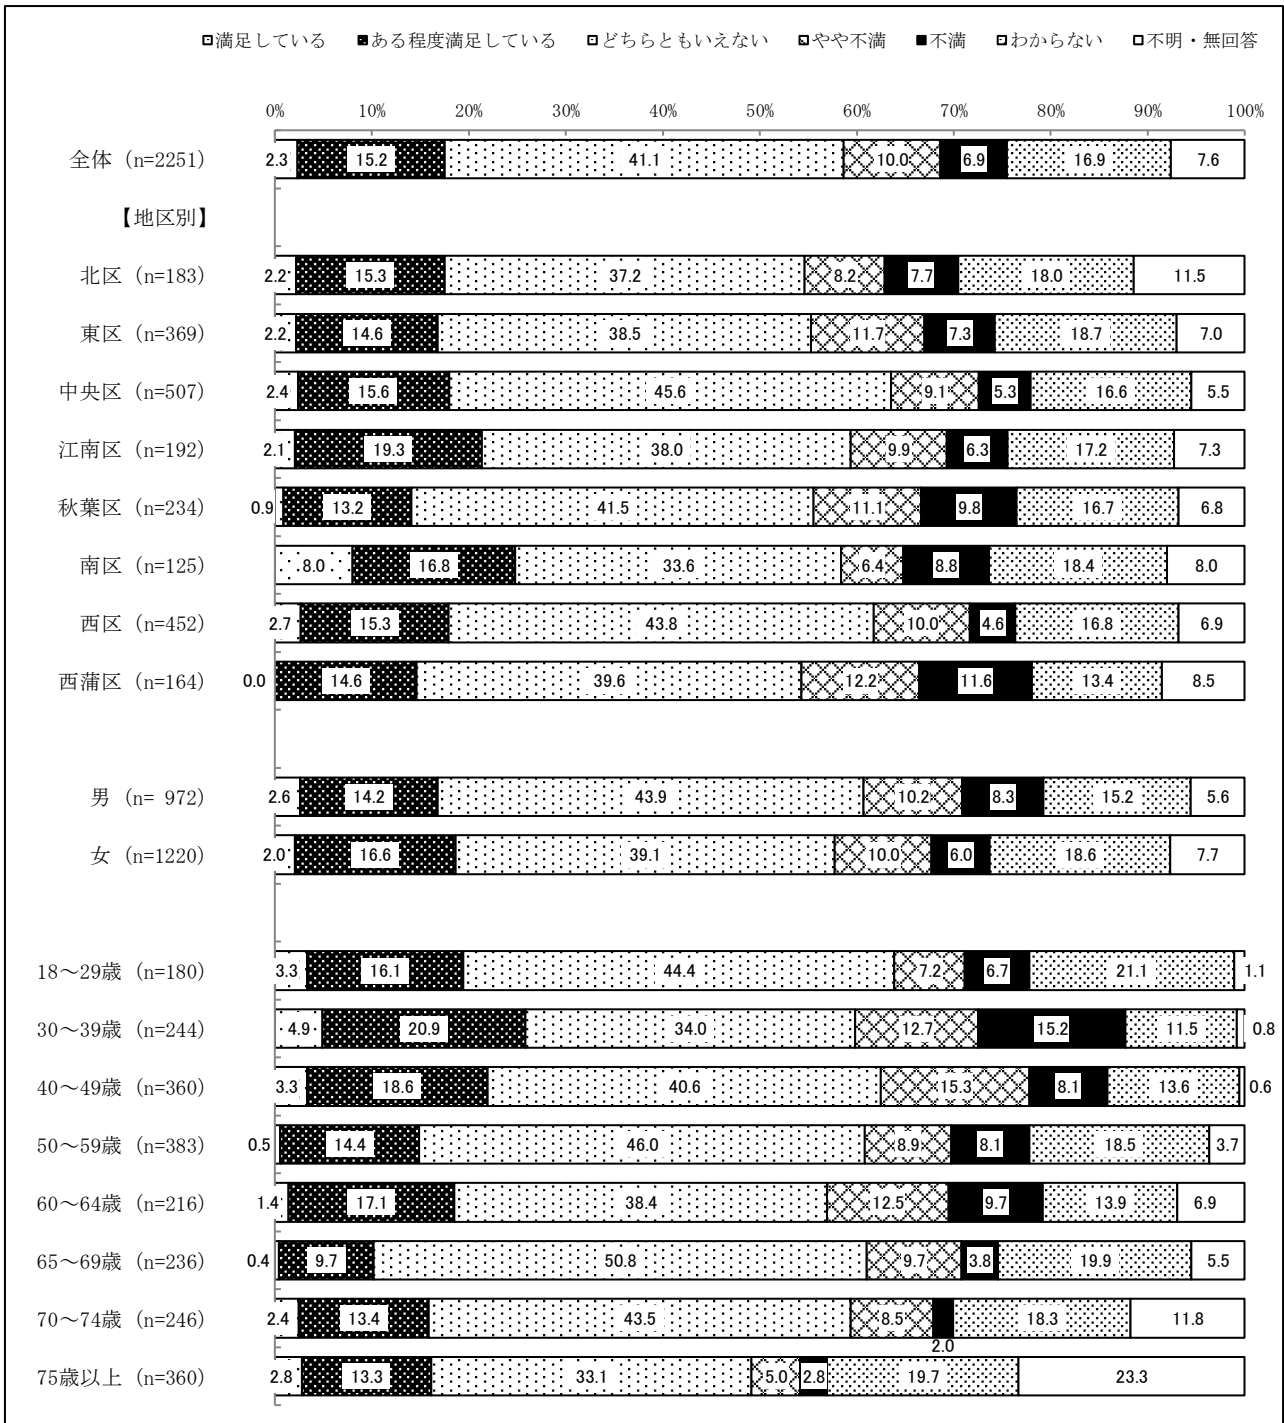 満足している ある程度満足している どちらともいえない やや不満 不満 わからない 不明・無回答
0% 10% 20% 30% 40% 50% 60% 70% 80% 90% 100%
全体 (n=2251) 2.3 15.2 41.1 10.0 6.9 16.9 7.6
【地区別】
北区 (n=183) 2.2 15.3 37.2 8.2 7.7 18.0 11.5
東区 (n=369) 2.2 14.6 38.5 11.7 7.3 18.7 7.0
中央区 (n=507) 2.4 15.6 45.6 9.1 5.3 16.6 5.5
江南区 (n=192) 2.1 19.3 38.0 9.9 6.3 17.2 7.3
秋葉区 (n=234) 0.9 13.2 41.5 11.1 9.8 16.7 6.8
南区 (n=125) 8.0 16.8 33.6 6.4 8.8 18.4 8.0
西区 (n=452) 2.7 15.3 43.8 10.0 4.6 16.8 6.9
西蒲区 (n=164) 0.0 14.6 39.6 12.2 11.6 13.4 8.5
男 (n= 972) 2.6 14.2 43.9 10.2 8.3 15.2 5.6
女 (n=1220) 2.0 16.6 39.1 10.0 6.0 18.6 7.7
18～29歳 (n=180) 3.3 16.1 44.4 7.2 6.7 21.1 1.1
30～39歳 (n=244) 4.9 20.9 34.0 12.7 15.2 11.5 0.8
40～49歳 (n=360) 3.3 18.6 40.6 15.3 8.1 13.6 0.6
50～59歳 (n=383) 0.5 14.4 46.0 8.9 8.1 18.5 3.7
60～64歳 (n=216) 1.4 17.1 38.4 12.5 9.7 13.9 6.9
65～69歳 (n=236) 0.4 9.7 50.8 9.7 3.8 19.9 5.5
70～74歳 (n=246) 2.4 13.4 43.5 8.5 2.0 18.3 11.8
75歳以上 (n=360) 2.8 13.3 33.1 5.0 2.8 19.7 23.3